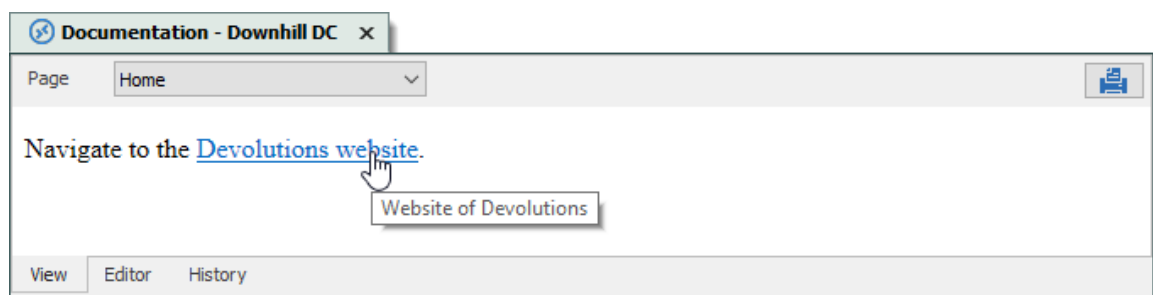 Documentation - Downhill DC x
Page Home
Navigate to the Devolutions website.
Website of Devolutions
View Editor History